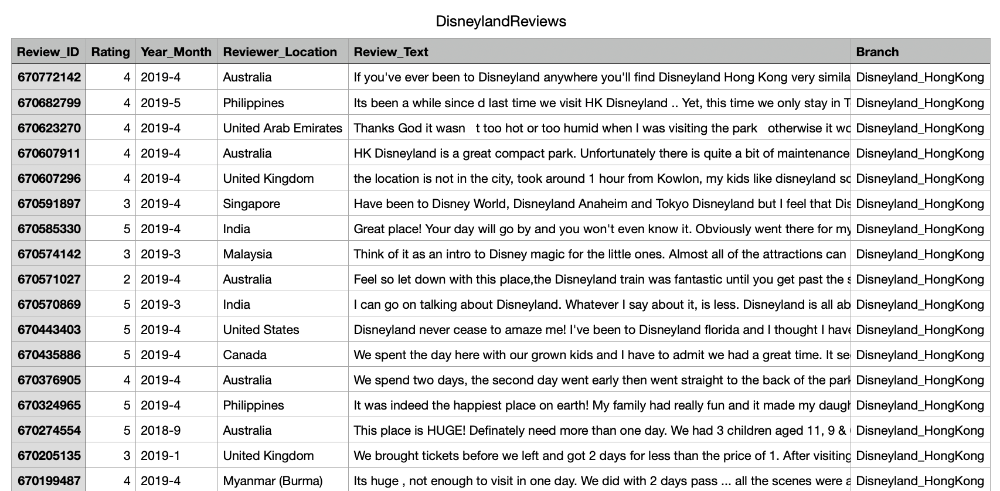 DisneylandReviews
Review_ID Rating Year_Month Reviewer_Location Review_Text Branch
670772142 4 2019-4 Australia If you've ever been to Disneyland anywhere you'll find Disneyland Hong Kong very simila Disneyland_HongKong
670682799 4 2019-5 Philippines Its been a while since d last time we visit HK Disneyland .. Yet, this time we only stay in T Disneyland_HongKong
670623270 4 2019-4 United Arab Emirates Thanks God it wasn t too hot or too humid when I was visiting the park otherwise it wo Disneyland_HongKong
670607911 4 2019-4 Australia HK Disneyland is a great compact park. Unfortunately there is quite a bit of maintenance Disneyland_HongKong
670607296 4 2019-4 United Kingdom the location is not in the city, took around 1 hour from Kowlon, my kids like disneyland so Disneyland_HongKong
670591897 3 2019-4 Singapore Have been to Disney World, Disneyland Anaheim and Tokyo Disneyland but I feel that Dis Disneyland_HongKong
670585330 5 2019-4 India Great place! Your day will go by and you won't even know it. Obviously went there for my Disneyland_HongKong
670574142 3 2019-3 Malaysia Think of it as an intro to Disney magic for the little ones. Almost all of the attractions can Disneyland_HongKong
670571027 2 2019-4 Australia Feel so let down with this place,the Disneyland train was fantastic until you get past the s Disneyland_HongKong
670570869 5 2019-3 India I can go on talking about Disneyland. Whatever I say about it, is less. Disneyland is all ab Disneyland_HongKong
670443403 5 2019-4 United States Disneyland never cease to amaze me! I've been to Disneyland florida and I thought I have Disneyland_HongKong
670435886 5 2019-4 Canada We spent the day here with our grown kids and I have to admit we had a great time. It see Disneyland_HongKong
670376905 4 2019-4 Australia We spend two days, the second day went early then went straight to the back of the park Disneyland_HongKong
670324965 5 2019-4 Philippines It was indeed the happiest place on earth! My family had really fun and it made my daugh Disneyland_HongKong
670274554 5 2018-9 Australia This place is HUGE! Definately need more than one day. We had 3 children aged 11, 9 & Disneyland_HongKong
670205135 3 2019-1 United Kingdom We brought tickets before we left and got 2 days for less than the price of 1. After visiting Disneyland_HongKong
670199487 4 2019-4 Myanmar (Burma) Its huge , not enough to visit in one day. We did with 2 days pass ... all the scenes were a Disneyland_HongKong